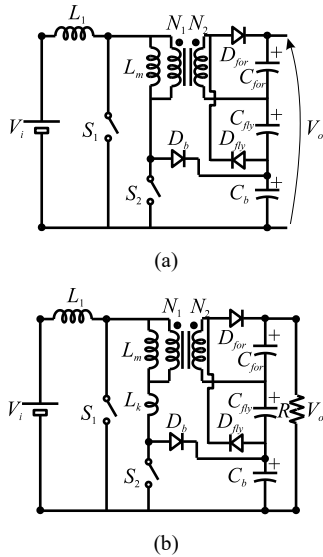 L1 N1 N2
Dfor + Cfor
Lm
Vi S1 Cfly + Vo
Db Dfly
S2 Cb +
(a)
L1 N1 N2
Dfor + Cfor
Lm
Vi S1 Lk Cfly + R Vo
Db Dfly
S2 Cb +
(b)